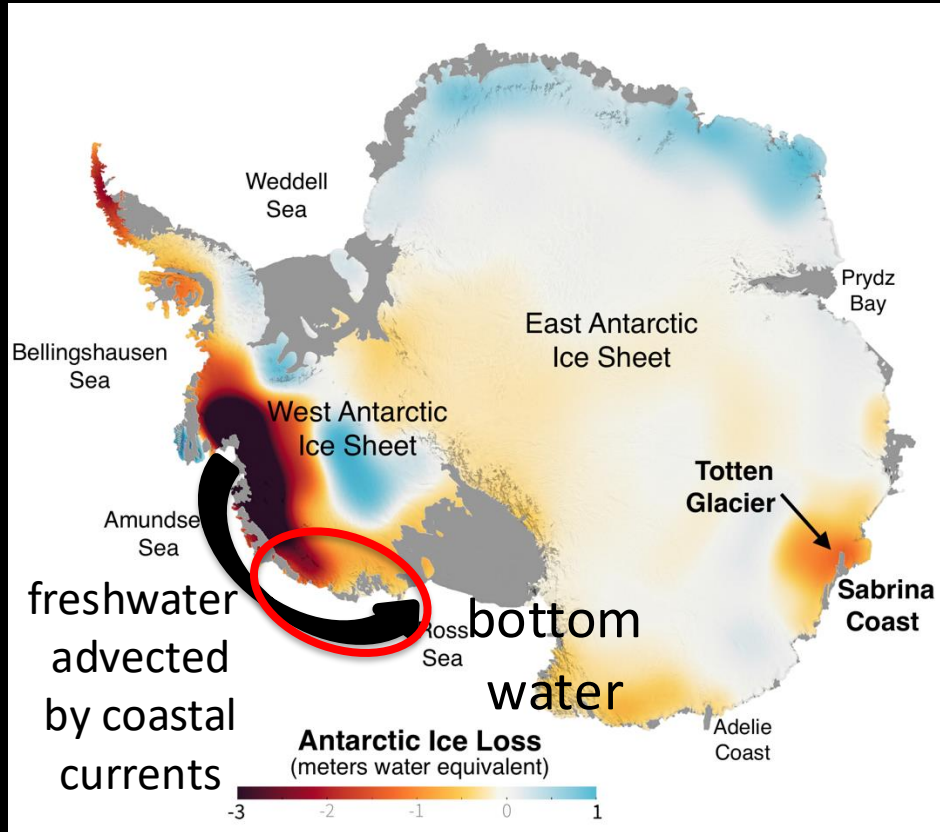 Weddell
Sea
Prydz
Bay
East Antarctic
Ice Sheet
Bellingshausen
Sea
West Antarctic
Ice Sheet
Totten
Glacier
Amundse
Sea
Sabrina
Coast
freshwater
advected
by coastal
currents
Ross
Sea
bottom
water
Adelie
Coast
Antarctic Ice Loss
(meters water equivalent)
-3 -2 -1 0 1